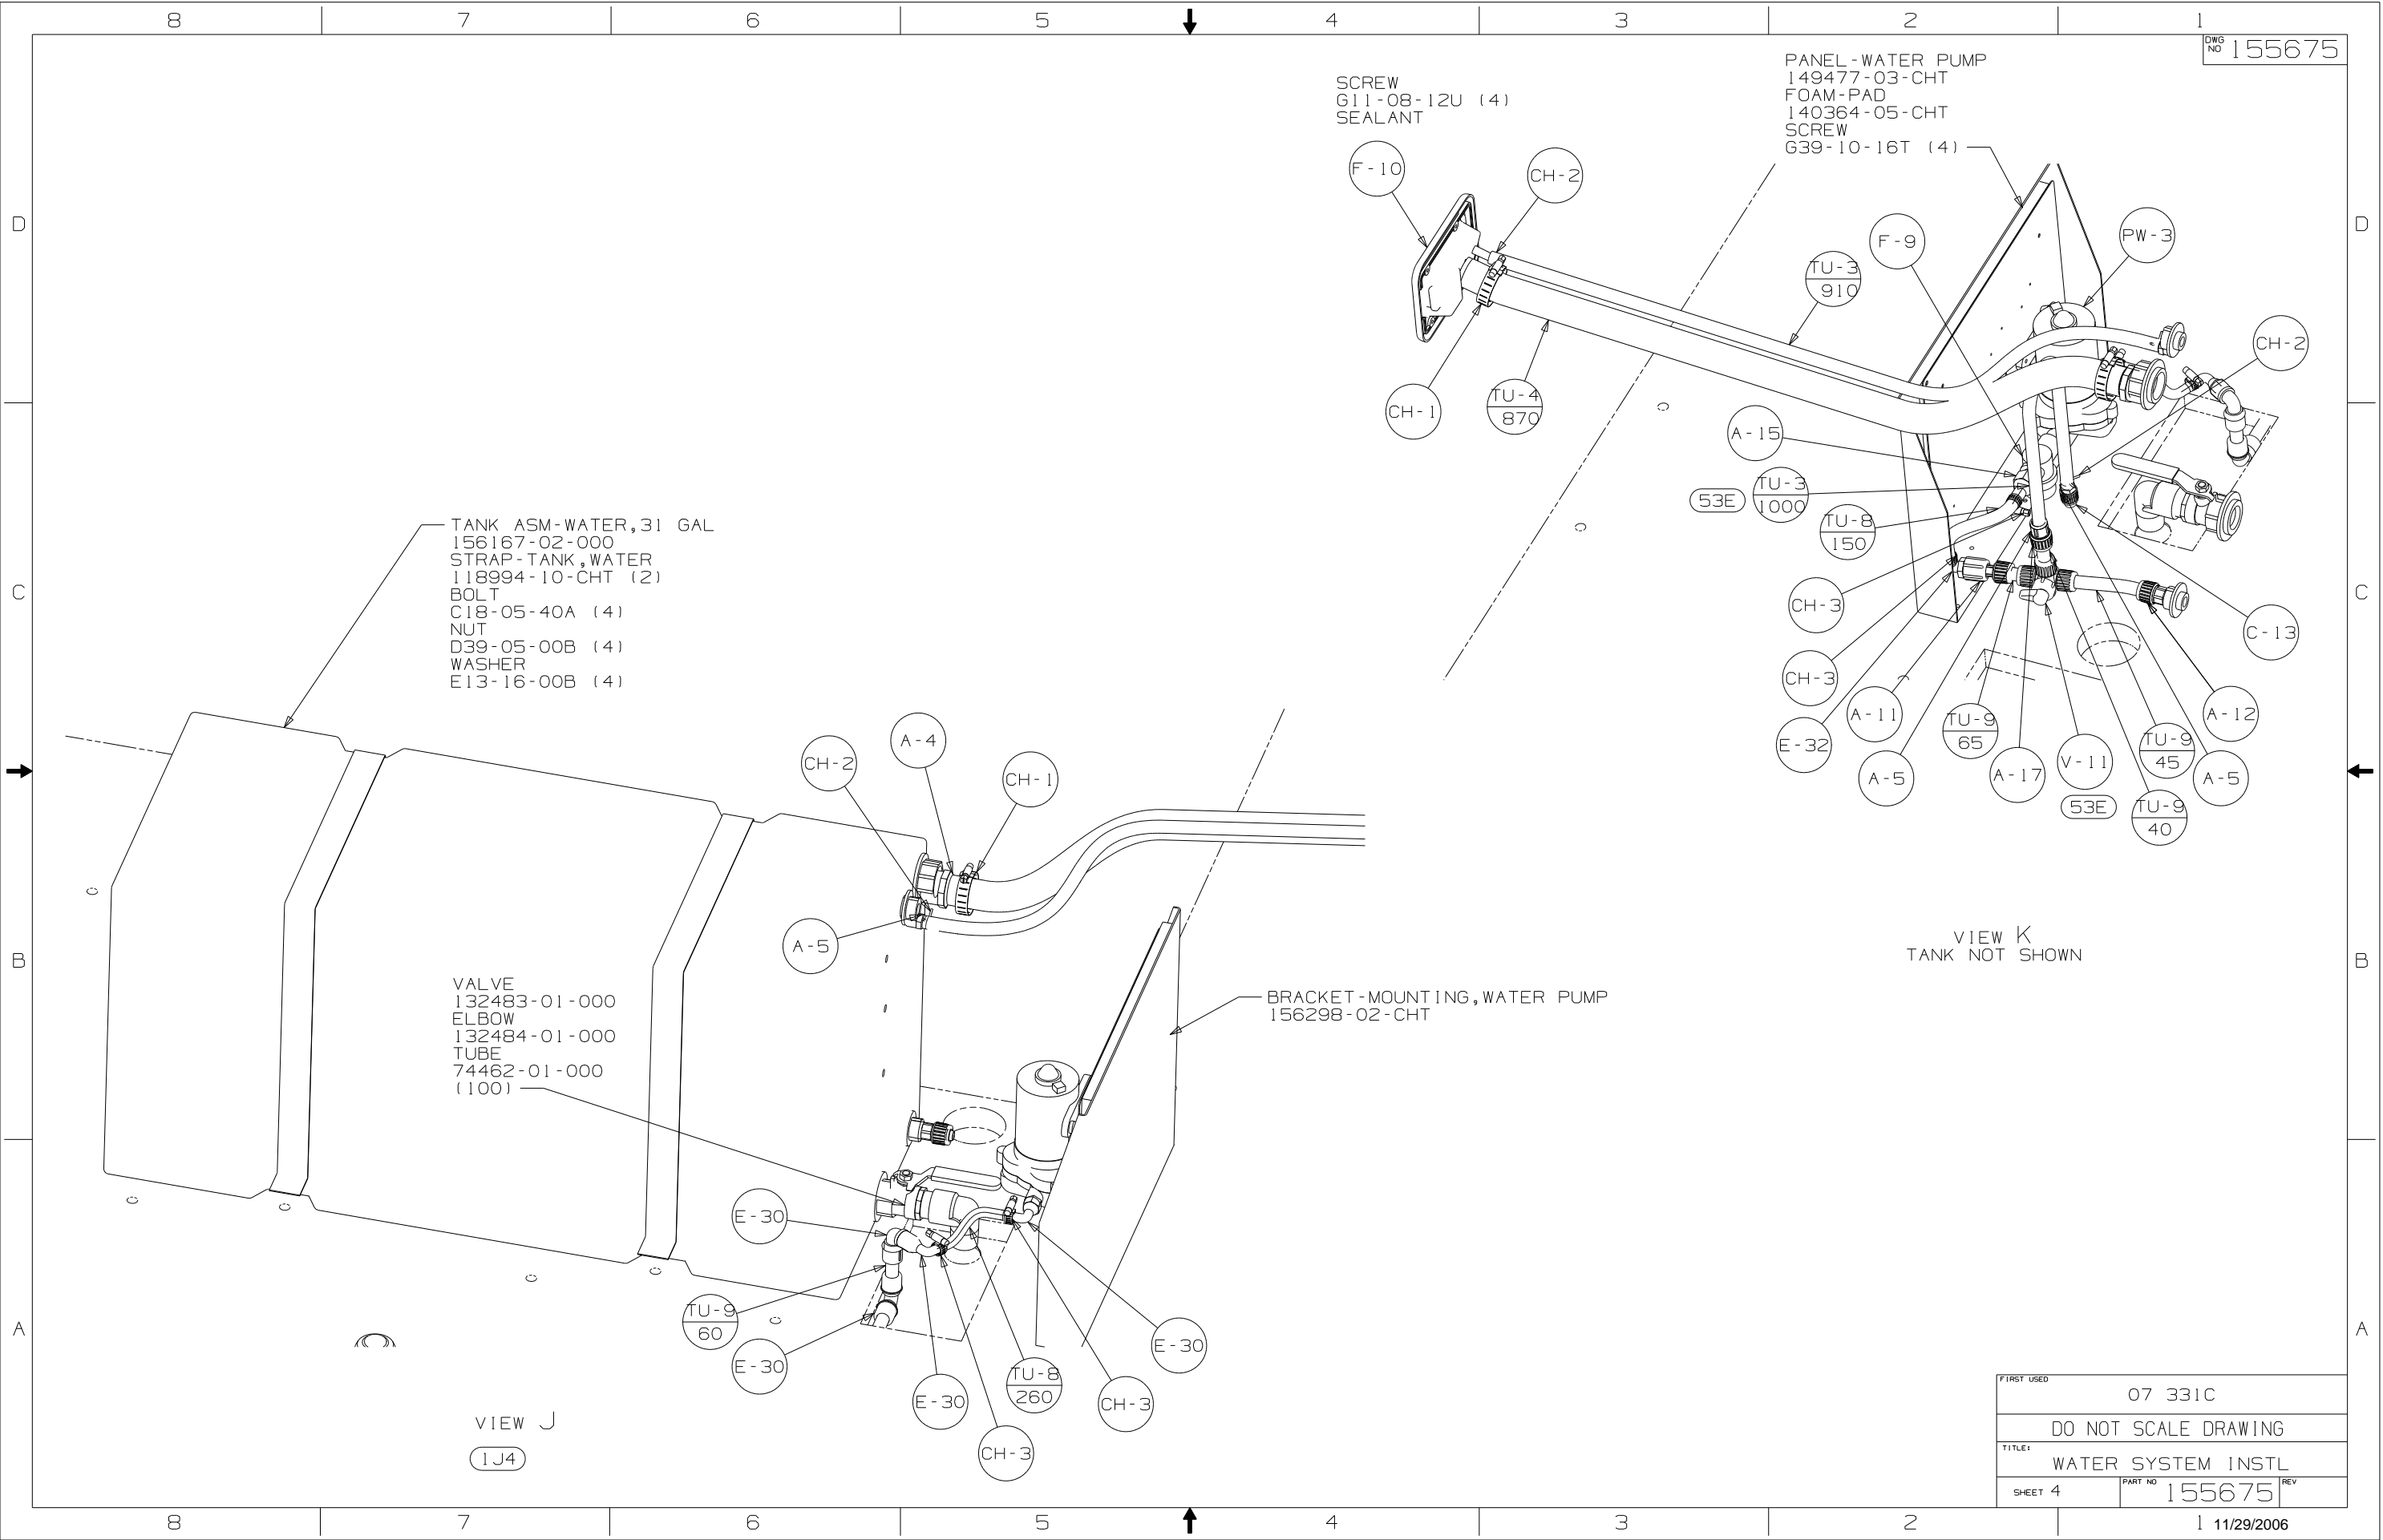 8 7 6 5 4 3 2 1
DWG NO 155675
SCREW
G11-08-12U (4)
SEALANT
PANEL-WATER PUMP
149477-03-CHT
FOAM-PAD
140364-05-CHT
SCREW
G39-10-16T (4)
F-10
CH-2
D
D
F-9
PW-3
TU-3
910
CH-2
CH-1
TU-4
870
A-15
53E
TU-3
1000
TU-8
150
TANK ASM-WATER,31 GAL
156167-02-000
STRAP-TANK,WATER
118994-10-CHT (2)
BOLT
C18-05-40A (4)
NUT
D39-05-00B (4)
WASHER
E13-16-00B (4)
C
C
CH-3
C-13
CH-3
A-11
TU-9
65
A-12
E-32
A-5
A-17
V-11
53E
TU-9
45
A-5
TU-9
40
CH-2
A-4
CH-1
A-5
VIEW K
TANK NOT SHOWN
B
B
VALVE
132483-01-000
ELBOW
132484-01-000
TUBE
74462-01-000
(100)
BRACKET-MOUNTING,WATER PUMP
156298-02-CHT
E-30
TU-9
60
E-30
E-30
TU-8
260
CH-3
CH-3
E-30
A
A
VIEW J
1J4
FIRST USED
07 331C
DO NOT SCALE DRAWING
TITLE:
WATER SYSTEM INSTL
SHEET 4
PART NO 155675
REV
8 7 6 5 4 3 2 1
11/29/2006